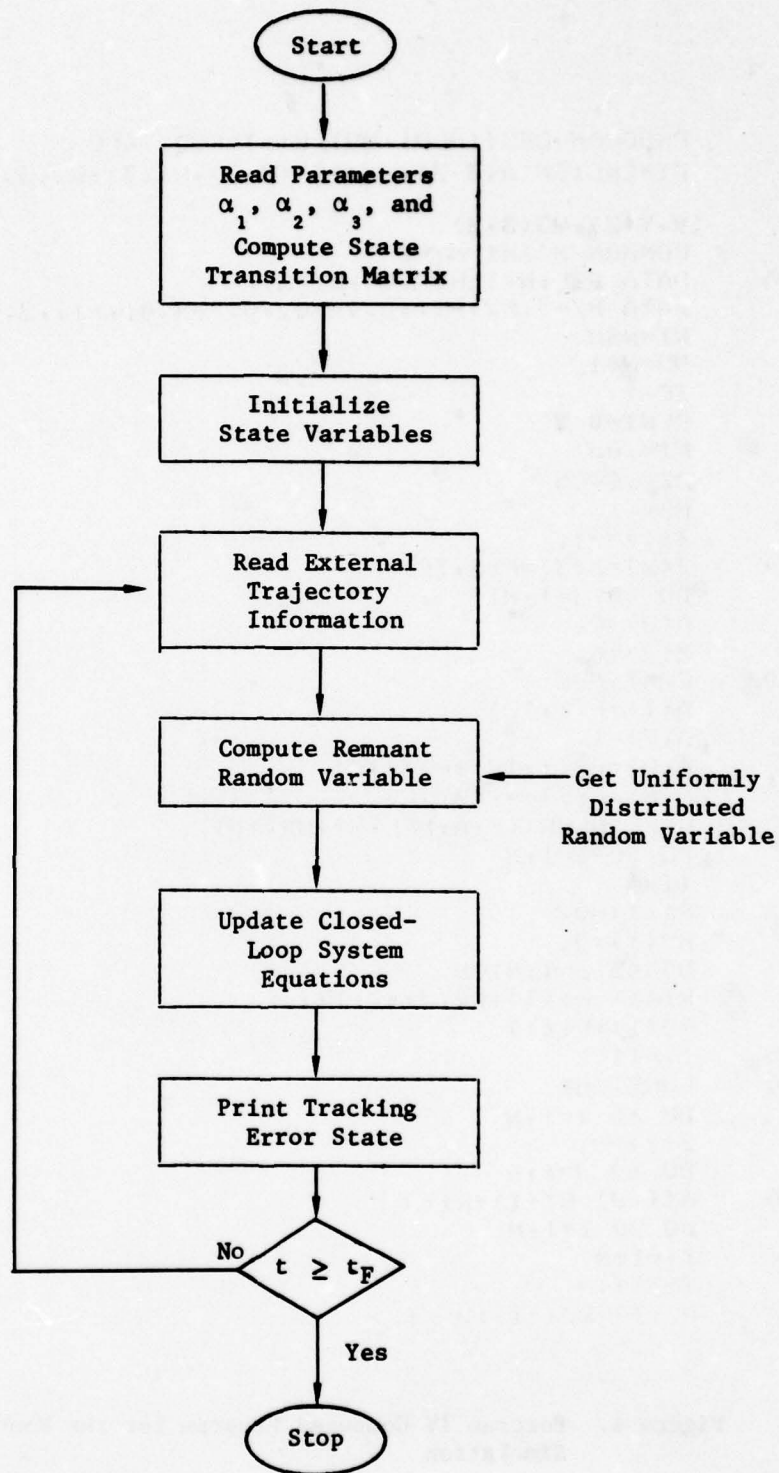 Start
Read Parameters
α₁, α₂, α₃, and
Compute State
Transition Matrix
Initialize
State Variables
Read External
Trajectory
Information
Compute Remnant
Random Variable
Get Uniformly
Distributed
Random Variable
Update Closed-
Loop System
Equations
Print Tracking
Error State
No
t ≥ t_F
Yes
Stop